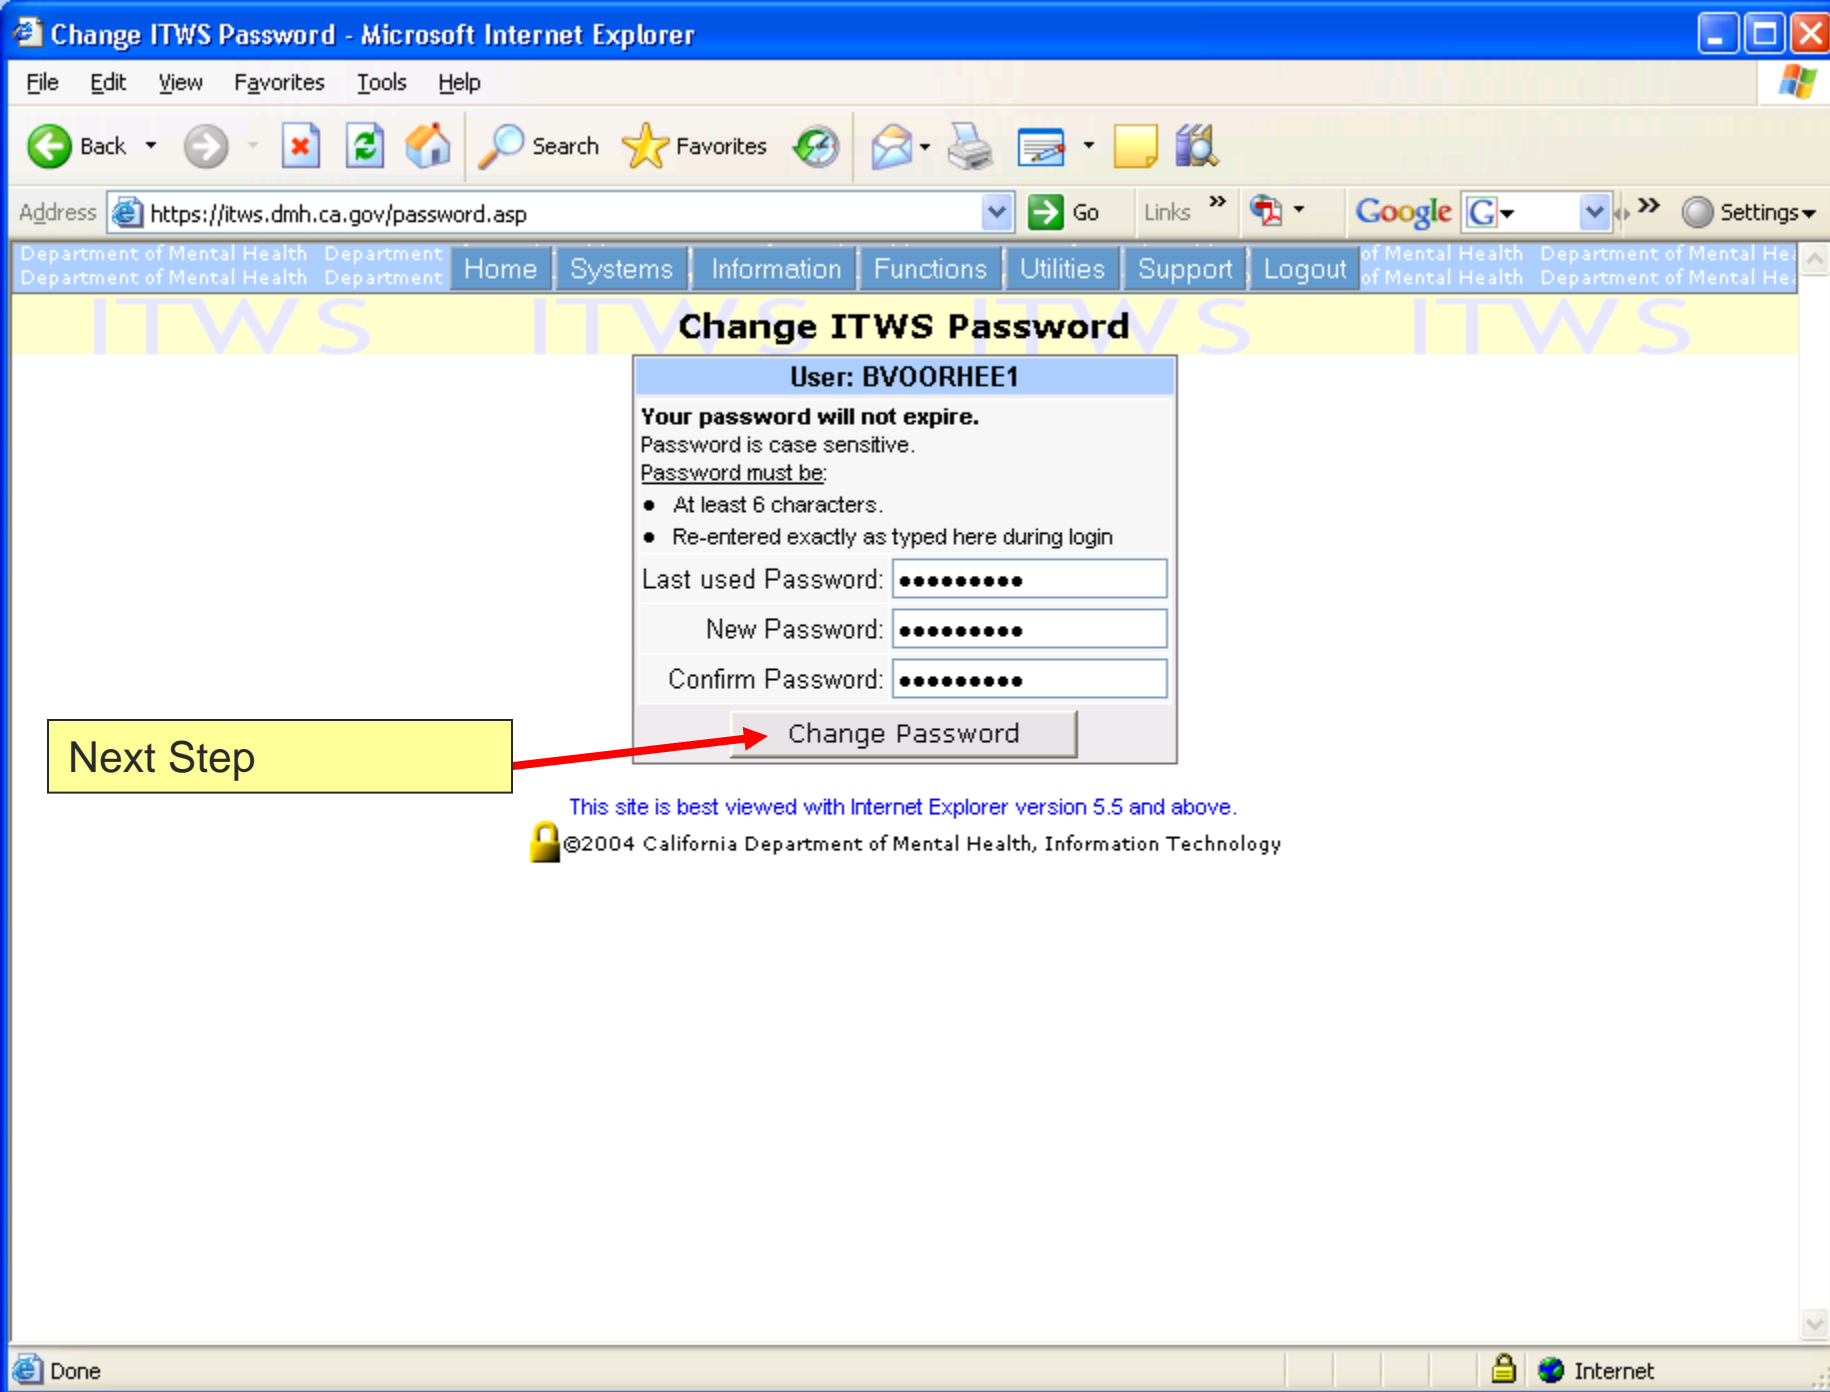 Change ITWS Password - Microsoft Internet Explorer
File Edit View Favorites Tools Help
Back Search Favorites
Address https://itws.dmh.ca.gov/password.asp Go Links » Google G » Settings
Department of Mental Health Department of Mental Health Department of Mental Hea
Department of Mental Health Department of Mental Health Department of Mental Hea
Home Systems Information Functions Utilities Support Logout
ITWS ITWS ITWS ITWS
Change ITWS Password
User: BVOORHEE1
Your password will not expire.
Password is case sensitive.
Password must be:
• At least 6 characters.
• Re-entered exactly as typed here during login
Last used Password: •••••••••
New Password: •••••••••
Confirm Password: •••••••••
Change Password
Next Step
This site is best viewed with Internet Explorer version 5.5 and above.
©2004 California Department of Mental Health, Information Technology
Done Internet